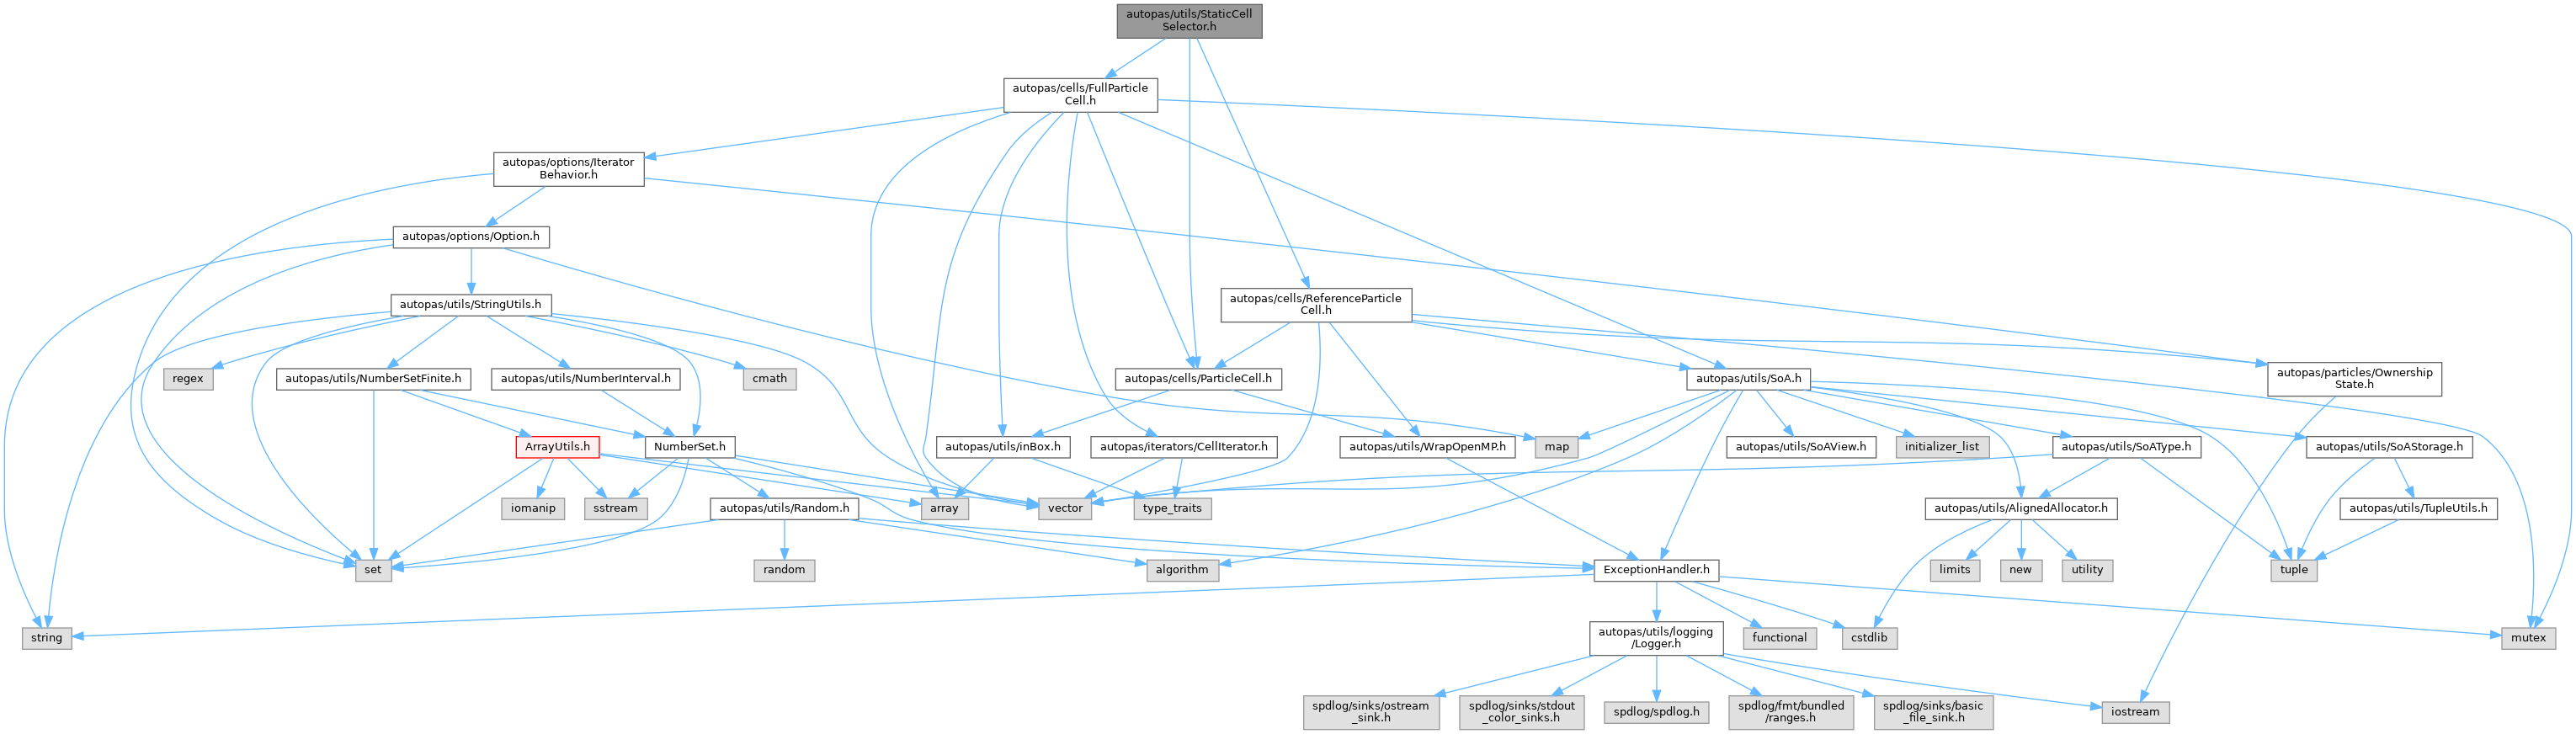 autopas/utils/StaticCell
Selector.h
autopas/cells/FullParticle
Cell.h
autopas/options/Iterator
Behavior.h
autopas/options/Option.h
autopas/utils/StringUtils.h
autopas/cells/ReferenceParticle
Cell.h
regex
autopas/utils/NumberSetFinite.h
autopas/utils/NumberInterval.h
cmath
autopas/cells/ParticleCell.h
autopas/utils/SoA.h
autopas/particles/Ownership
State.h
ArrayUtils.h
NumberSet.h
autopas/utils/inBox.h
autopas/iterators/CellIterator.h
autopas/utils/WrapOpenMP.h
map
autopas/utils/SoAView.h
initializer_list
autopas/utils/SoAType.h
autopas/utils/SoAStorage.h
iomanip
sstream
autopas/utils/Random.h
array
vector
type_traits
autopas/utils/AlignedAllocator.h
autopas/utils/TupleUtils.h
set
random
algorithm
ExceptionHandler.h
limits
new
utility
tuple
string
autopas/utils/logging
/Logger.h
functional
cstdlib
mutex
spdlog/sinks/ostream
_sink.h
spdlog/sinks/stdout
_color_sinks.h
spdlog/spdlog.h
spdlog/fmt/bundled
/ranges.h
spdlog/sinks/basic
_file_sink.h
iostream